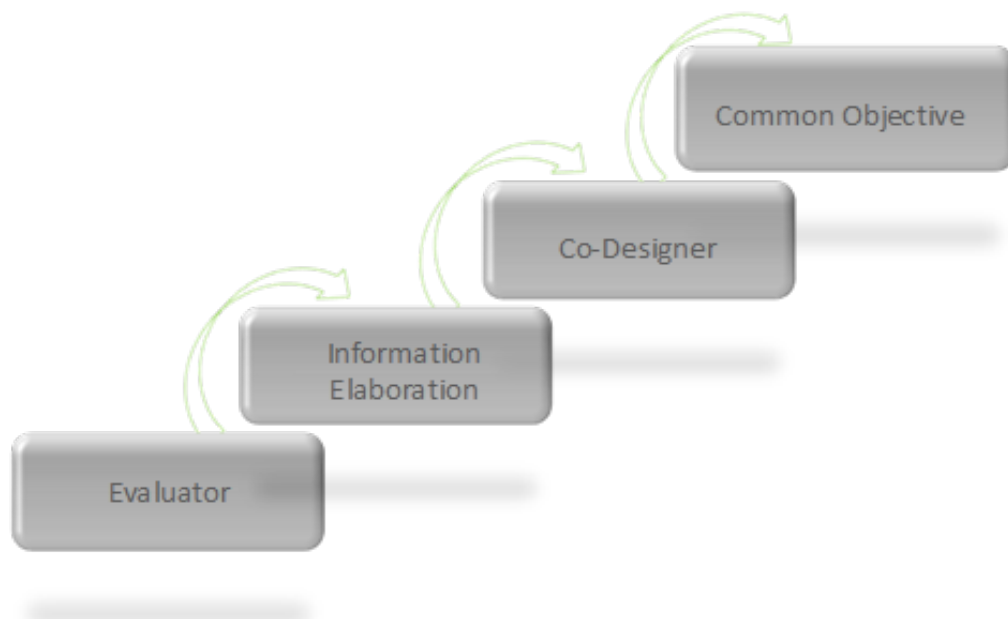 Common Objective
Co-Designer
Information
Elaboration
Evaluator